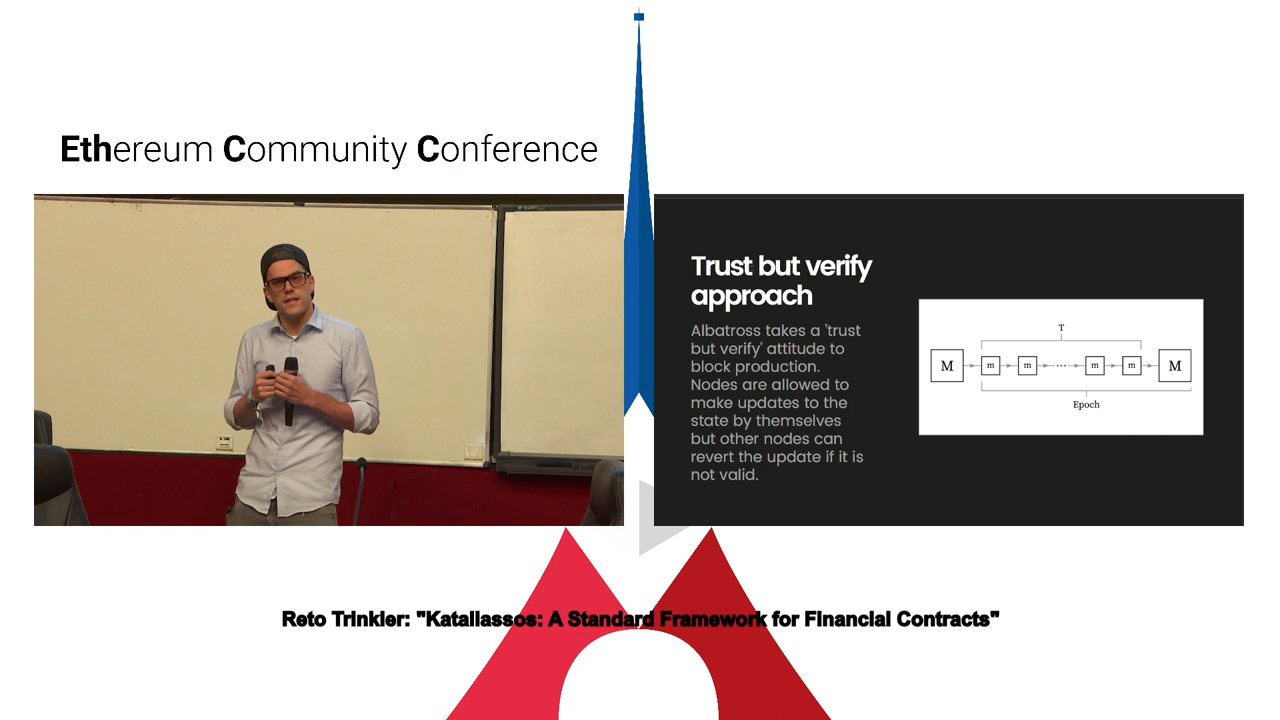 Ethereum Community Conference
Trust but verify
approach
Albatross takes a 'trust
but verify' attitude to
block production.
Nodes are allowed to
make updates to the
state by themselves
but other nodes can
revert the update if it is
not valid.
T
M m m m m M
Epoch
Reto Trinkler: "Katallassos: A Standard Framework for Financial Contracts"